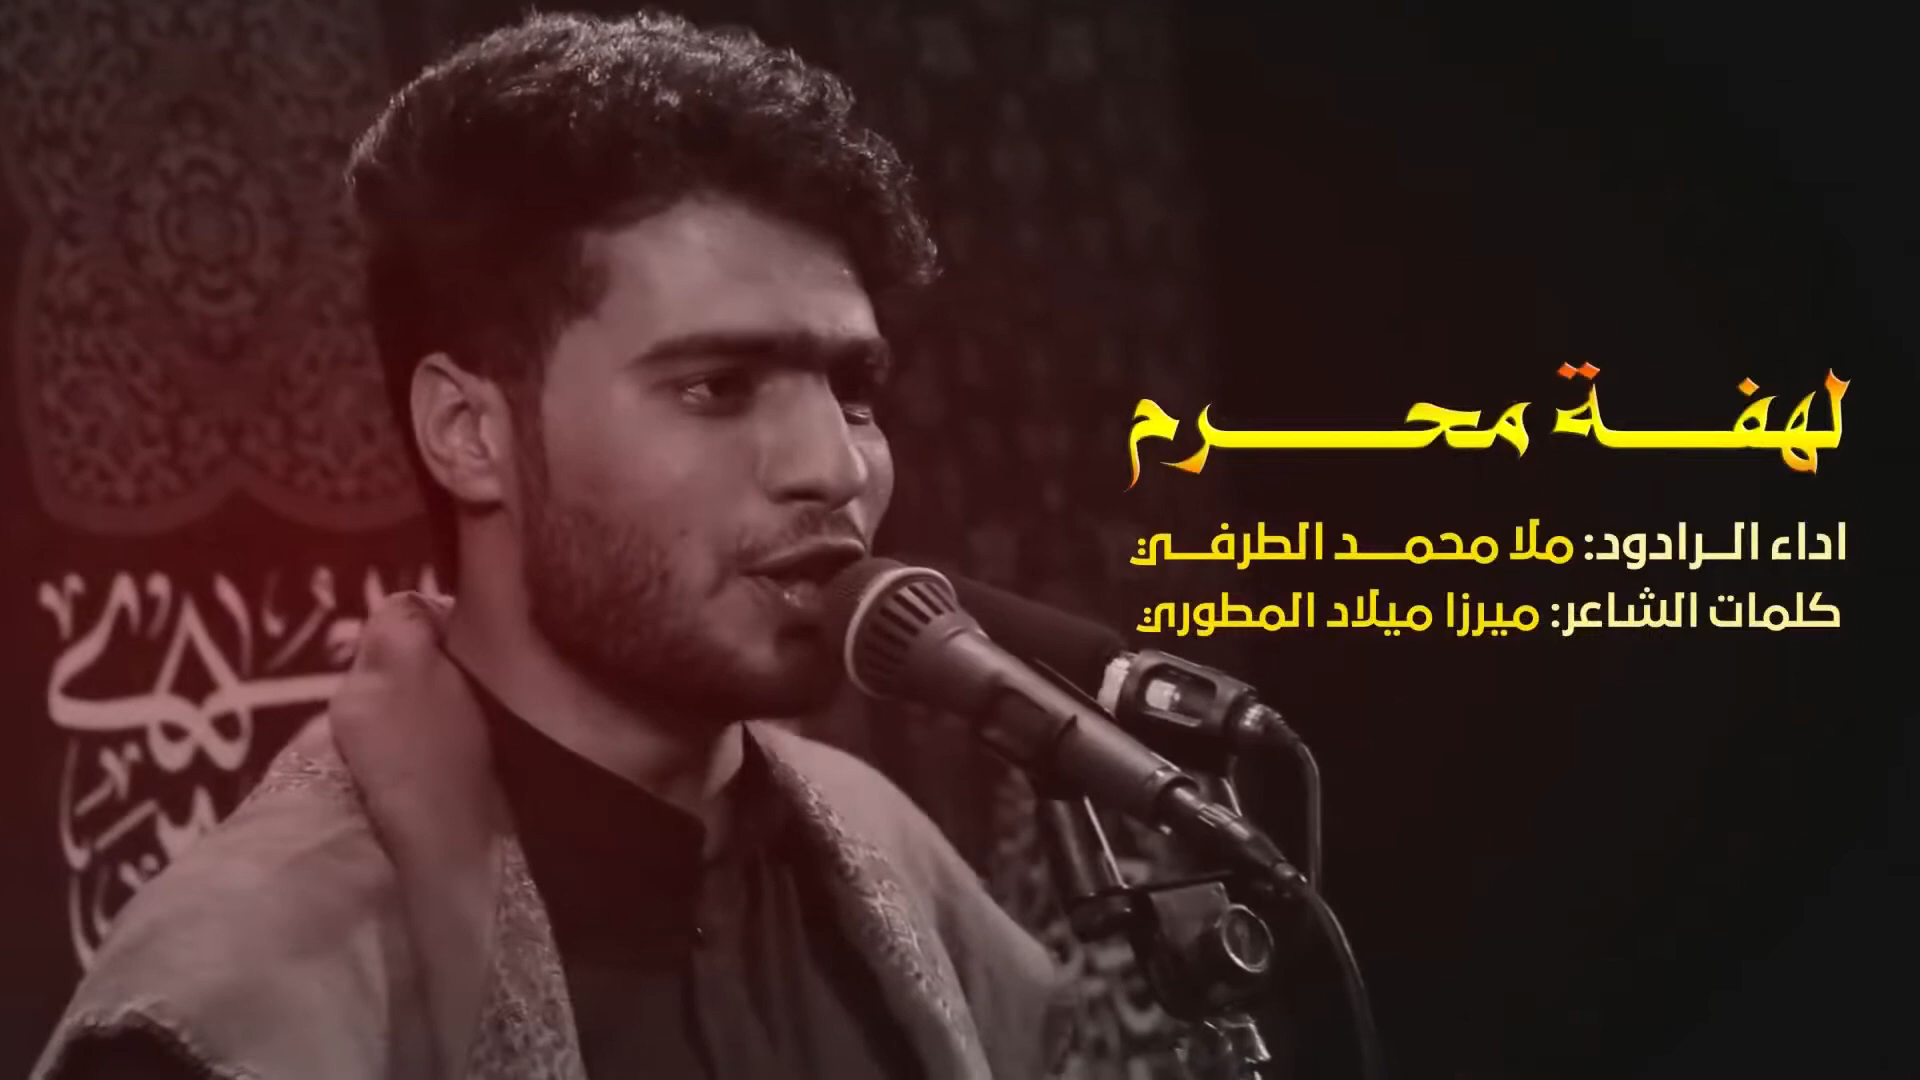 لهفة محرم
اداء الرادود: ملا محمد الطرفي
كلمات الشاعر: ميرزا ميلاد المطوري